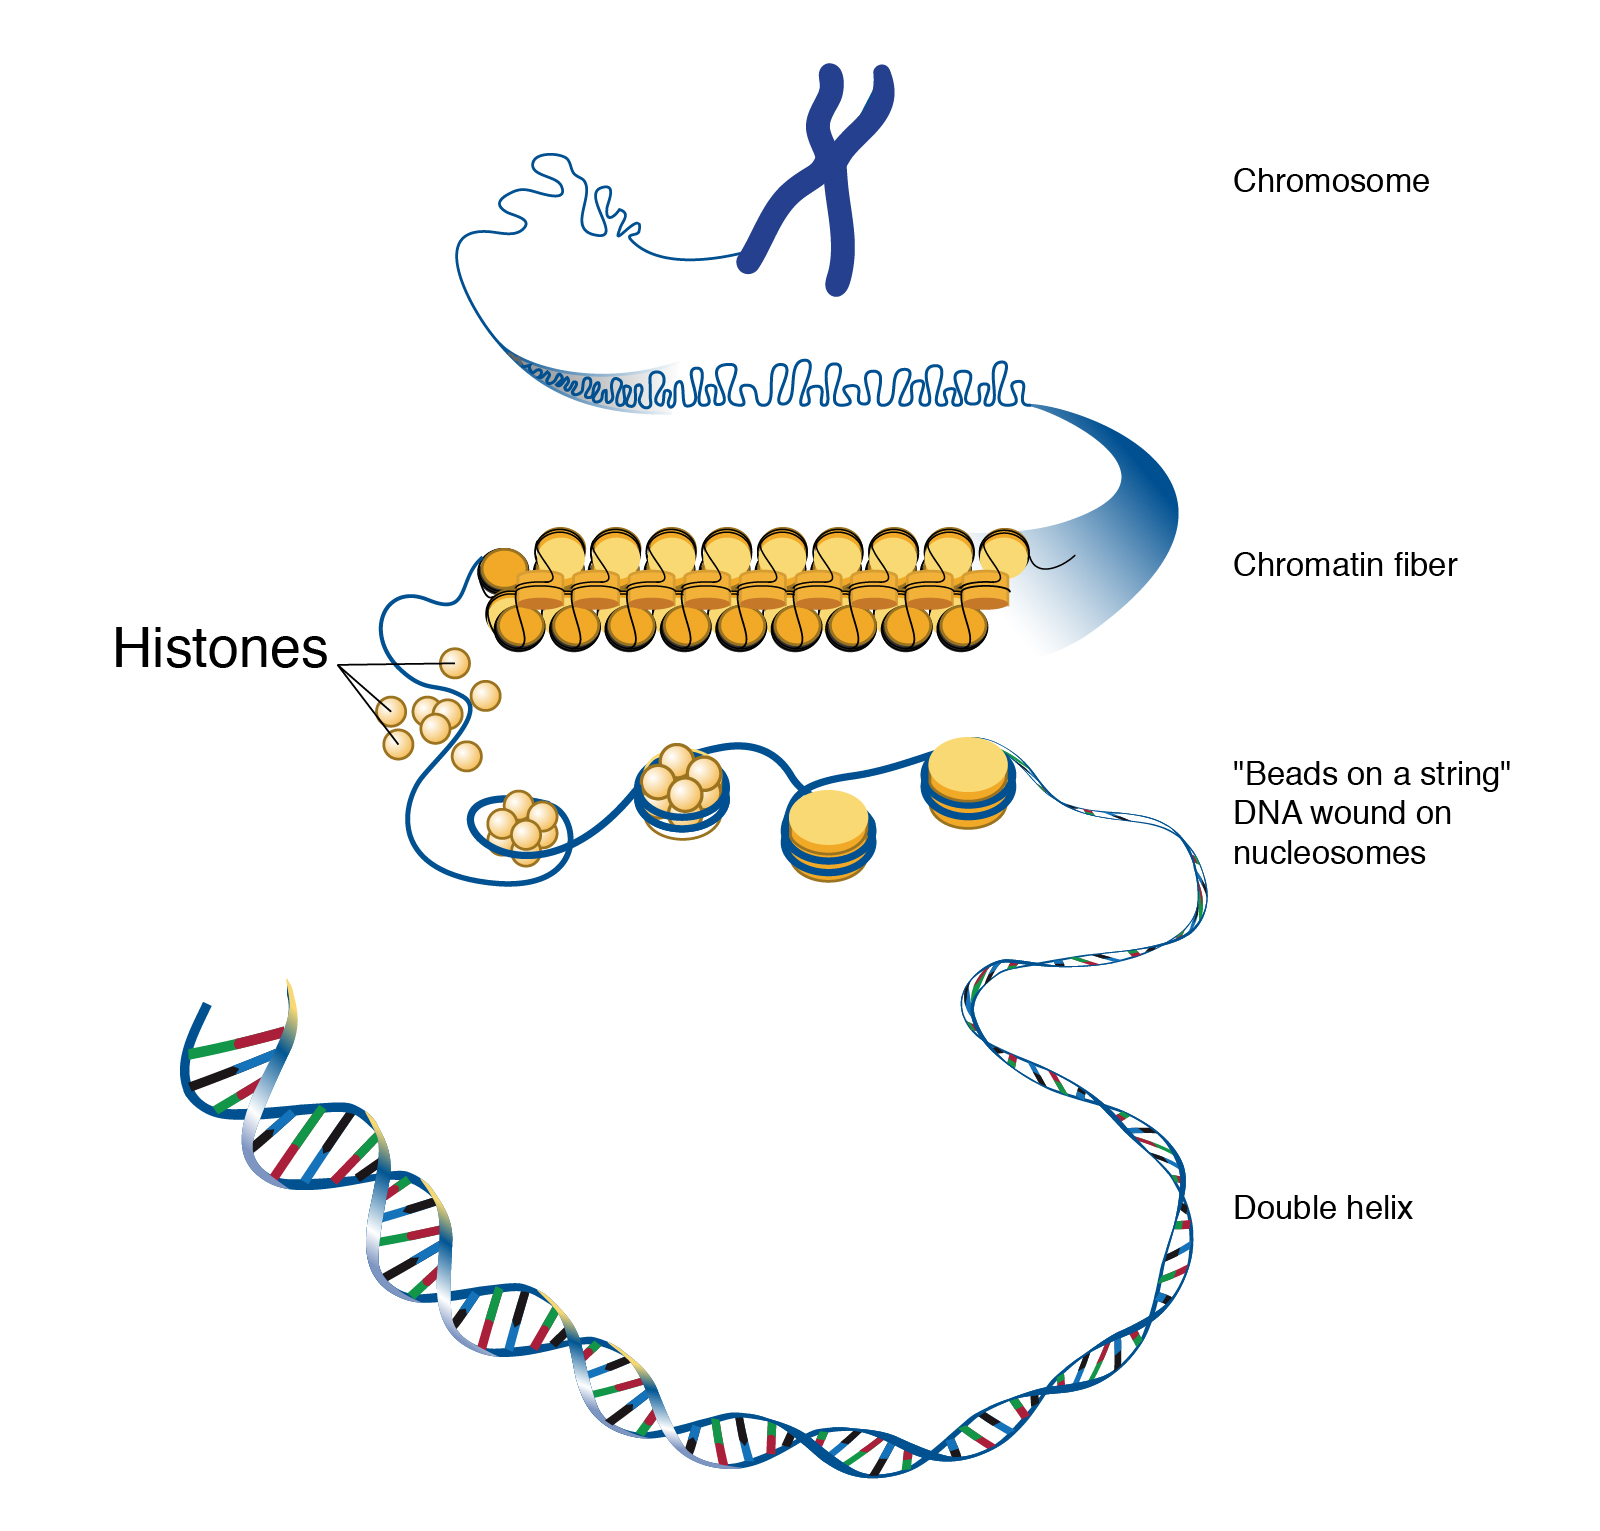 Chromosome
Chromatin fiber
Histones
"Beads on a string"
DNA wound on
nucleosomes
Double helix